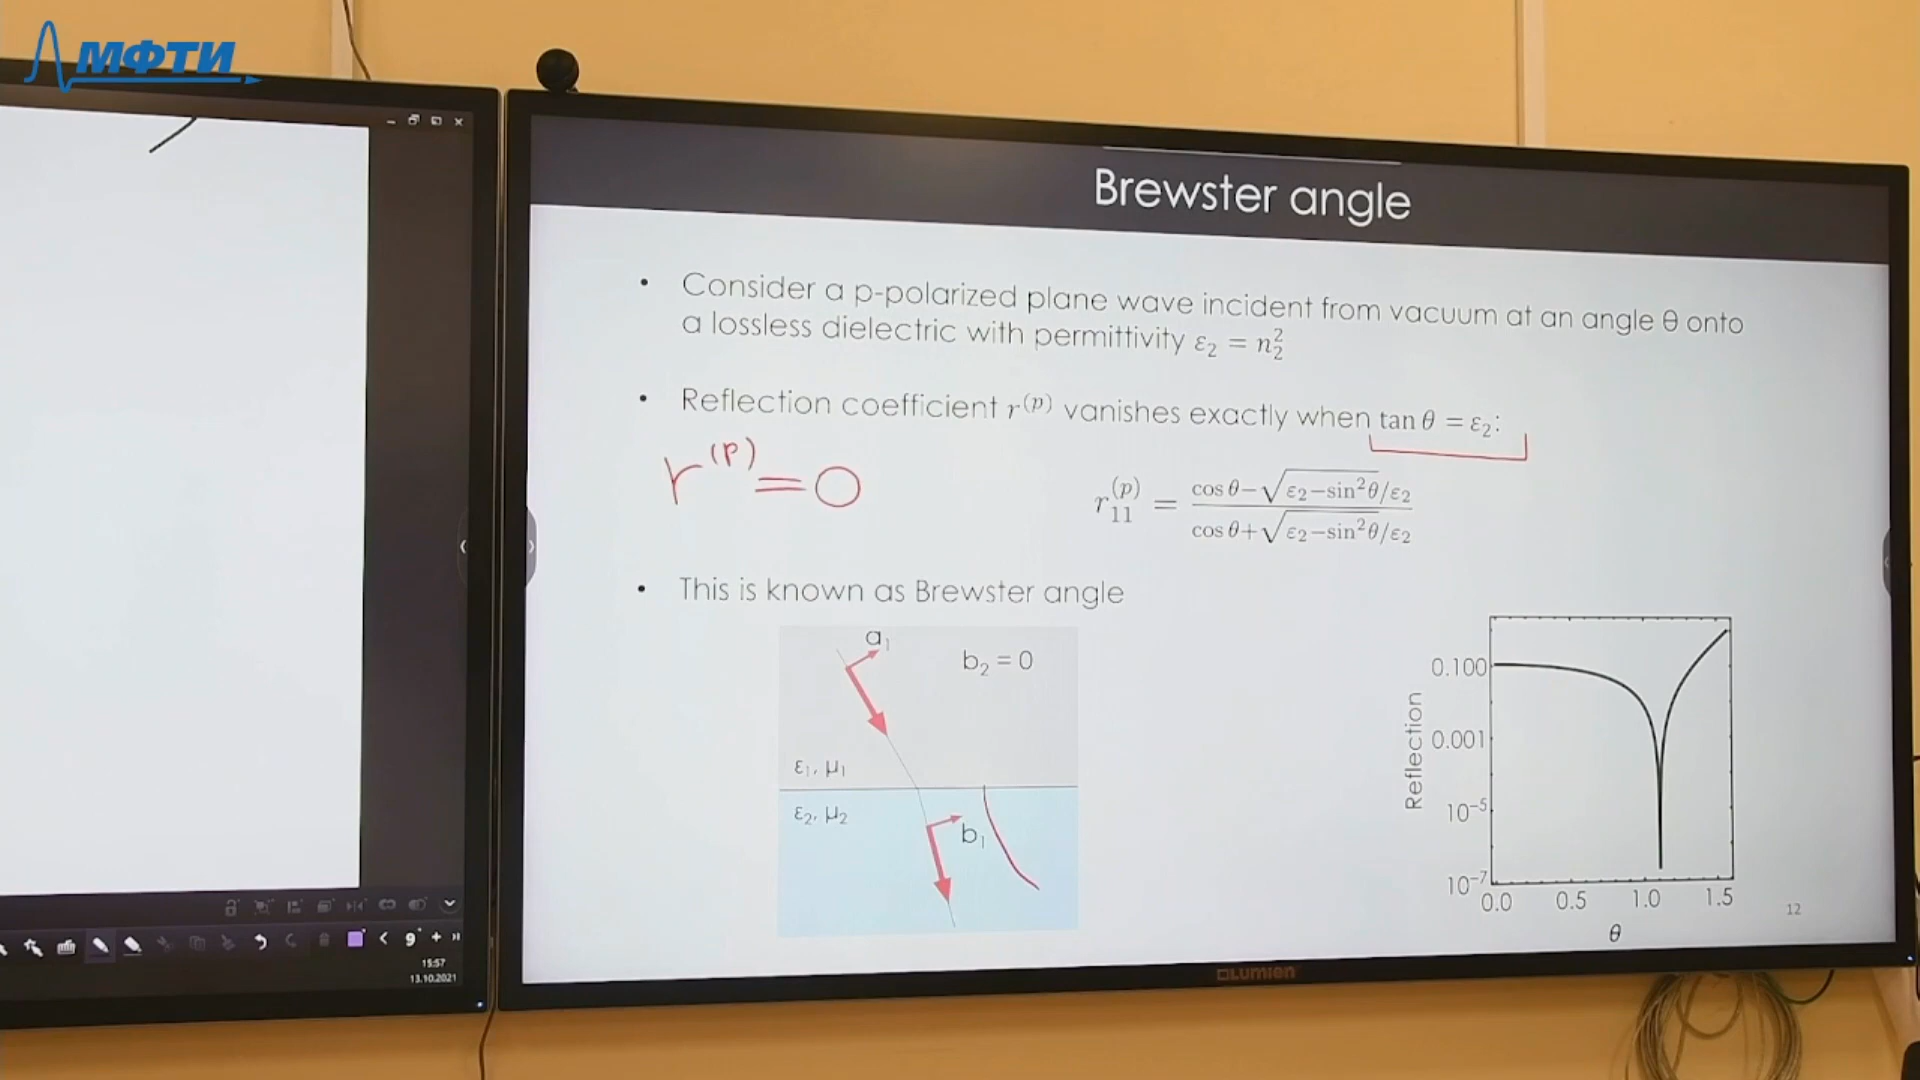 МФТИ
Brewster angle
• Consider a p-polarized plane wave incident from vacuum at an angle θ onto
a lossless dielectric with permittivity ε₂ = n₂²
• Reflection coefficient r⁽ᵖ⁾ vanishes exactly when tan θ = ε₂:
r⁽ᵖ⁾ = 0
r₁₁⁽ᵖ⁾ = (cos θ − √(ε₂−sin²θ)/ε₂) / (cos θ + √(ε₂−sin²θ)/ε₂)
• This is known as Brewster angle
a₁
b₂ = 0
ε₁, μ₁
ε₂, μ₂
b₁
Reflection
0.100
0.001
10⁻⁵
10⁻⁷
0.0 0.5 1.0 1.5
θ
12
9
15:57
13.10.2021
Lumien